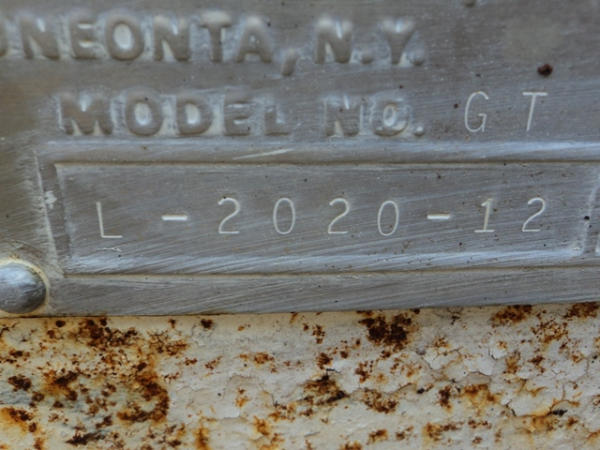 ONEONTA, N.Y.
MODEL NO. GT
L-2020-12